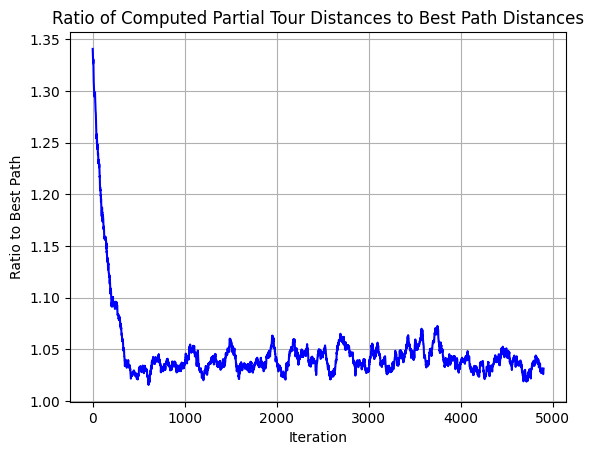 Ratio of Computed Partial Tour Distances to Best Path Distances
1.35
1.30
1.25
1.20
1.15
1.10
1.05
1.00
Ratio to Best Path
0 1000 2000 3000 4000 5000
Iteration